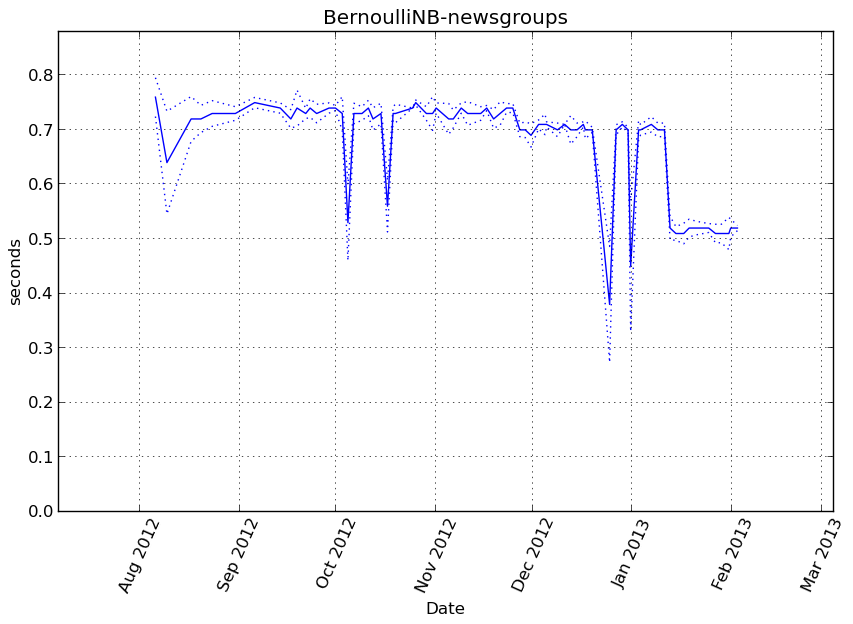 BernoulliNB-newsgroups
0.8
0.7
0.6
0.5
0.4
0.3
0.2
0.1
0.0
seconds
Aug 2012
Sep 2012
Oct 2012
Nov 2012
Dec 2012
Jan 2013
Feb 2013
Mar 2013
Date